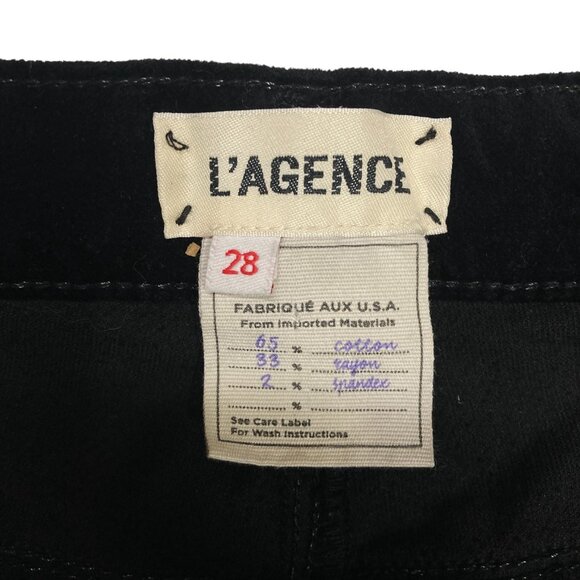 L'AGENCE
28
FABRIQUÉ AUX U.S.A.
From Imported Materials
65 % cotton
33 % rayon
2 % spandex
%
See Care Label
For Wash Instructions